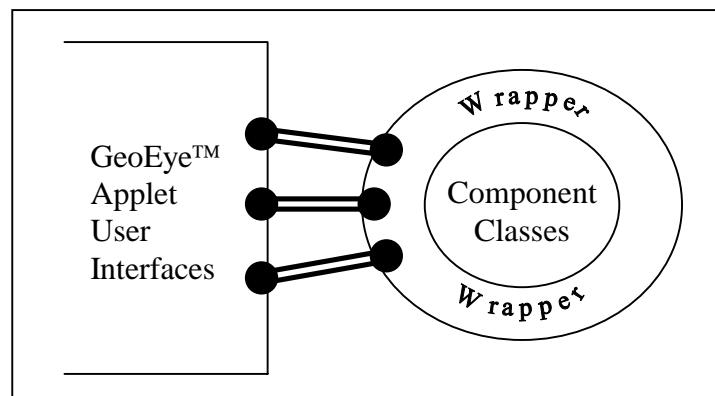 GeoEye™
Applet
User
Interfaces
Wrapper
Component
Classes
Wrapper